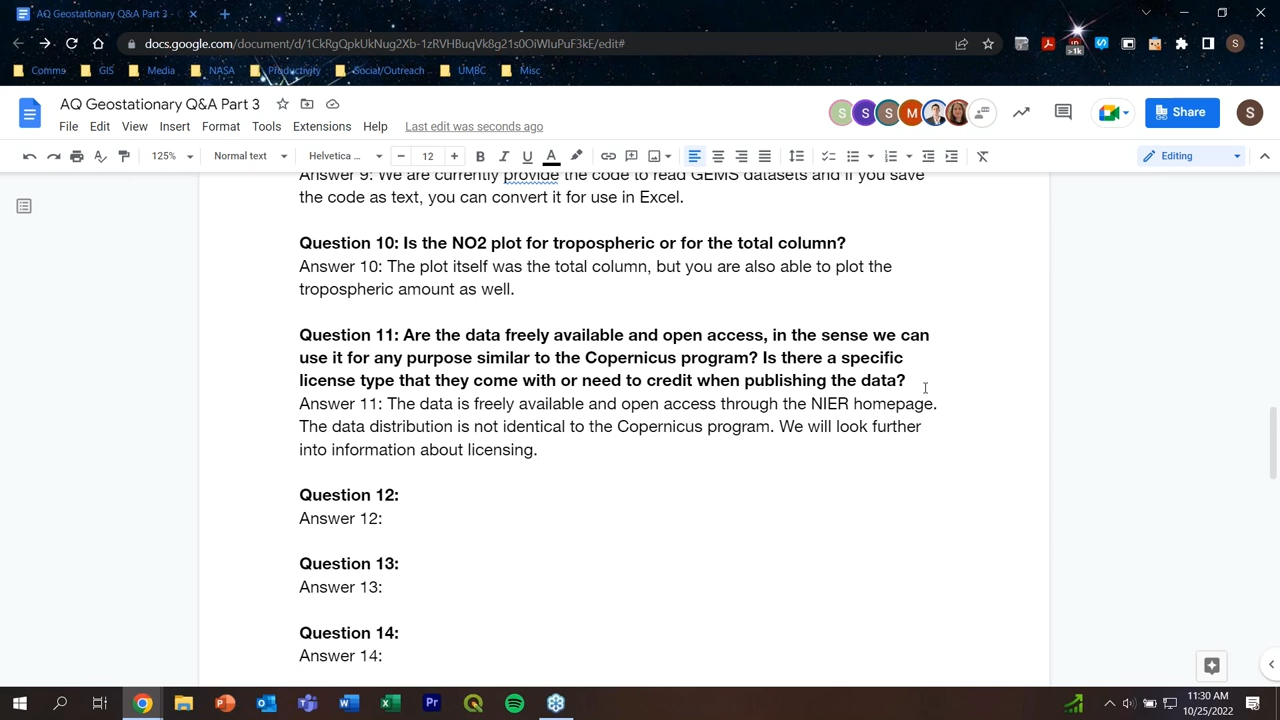 AQ Geostationary Q&A Part 3 -
docs.google.com/document/d/1CkRgQpkUkNug2Xb-1zRVHBuqVk8g21s0OiWIuPuF3kE/edit#
>1k
S
Comms
GIS
Media
NASA
Productivity
Social/Outreach
UMBC
Misc
AQ Geostationary Q&A Part 3
File Edit View Insert Format Tools Extensions Help Last edit was seconds ago
S S S M
Share
S
125% Normal text Helvetica ... 12 B I U A Editing
Answer 9: We are currently provide the code to read GEMS datasets and if you save
the code as text, you can convert it for use in Excel.
Question 10: Is the NO2 plot for tropospheric or for the total column?
Answer 10: The plot itself was the total column, but you are also able to plot the
tropospheric amount as well.
Question 11: Are the data freely available and open access, in the sense we can
use it for any purpose similar to the Copernicus program? Is there a specific
license type that they come with or need to credit when publishing the data?
Answer 11: The data is freely available and open access through the NIER homepage.
The data distribution is not identical to the Copernicus program. We will look further
into information about licensing.
Question 12:
Answer 12:
Question 13:
Answer 13:
Question 14:
Answer 14:
11:30 AM
10/25/2022